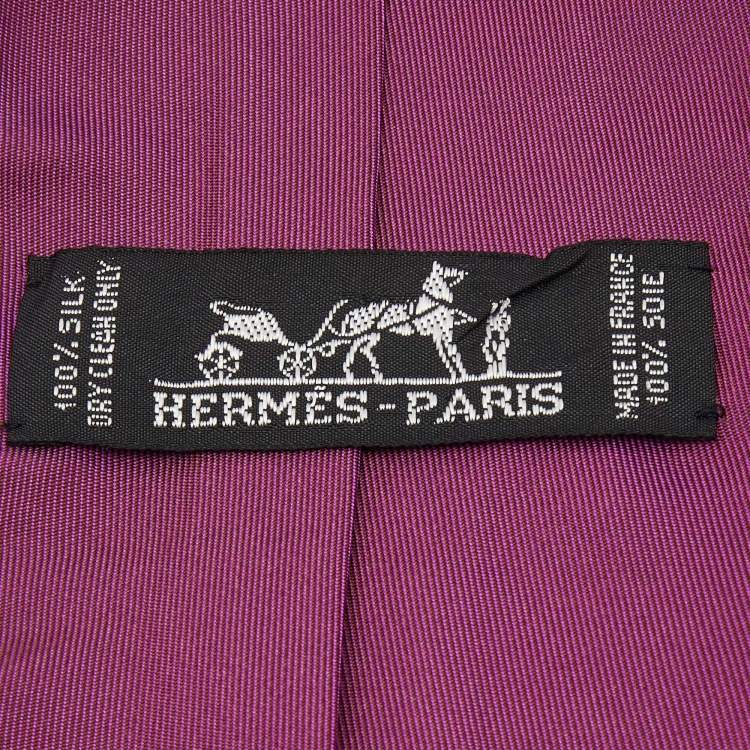 100% SILK
DRY CLEAN ONLY
HERMÈS-PARIS
MADE IN FRANCE
100% SOIE